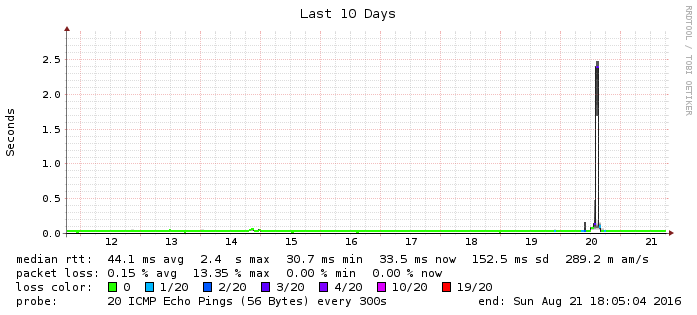 Last 10 Days
RRDTOOL / TOBI OETIKER
Seconds
2.5
2.0
1.5
1.0
0.5
0.0
12 13 14 15 16 17 18 19 20 21
median rtt: 44.1 ms avg 2.4 s max 30.7 ms min 33.5 ms now 152.5 ms sd 289.2 m am/s
packet loss: 0.15 % avg 13.35 % max 0.00 % min 0.00 % now
loss color: 0 1/20 2/20 3/20 4/20 10/20 19/20
probe: 20 ICMP Echo Pings (56 Bytes) every 300s end: Sun Aug 21 18:05:04 2016